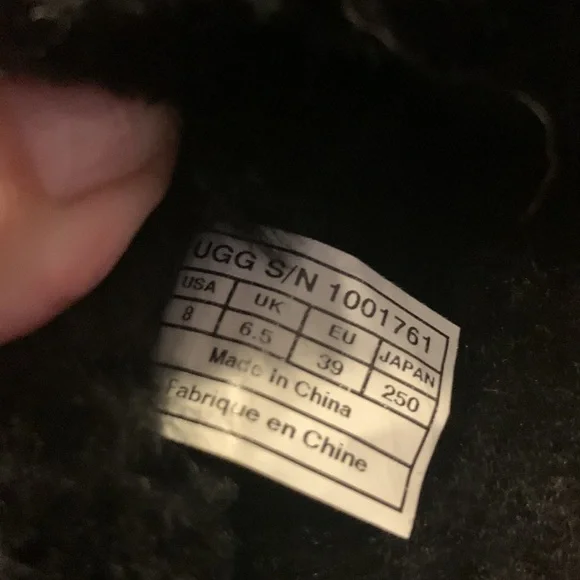 UGG S/N 1001761
USA UK EU JAPAN
8 6.5 39 250
Made in China
Fabrique en Chine